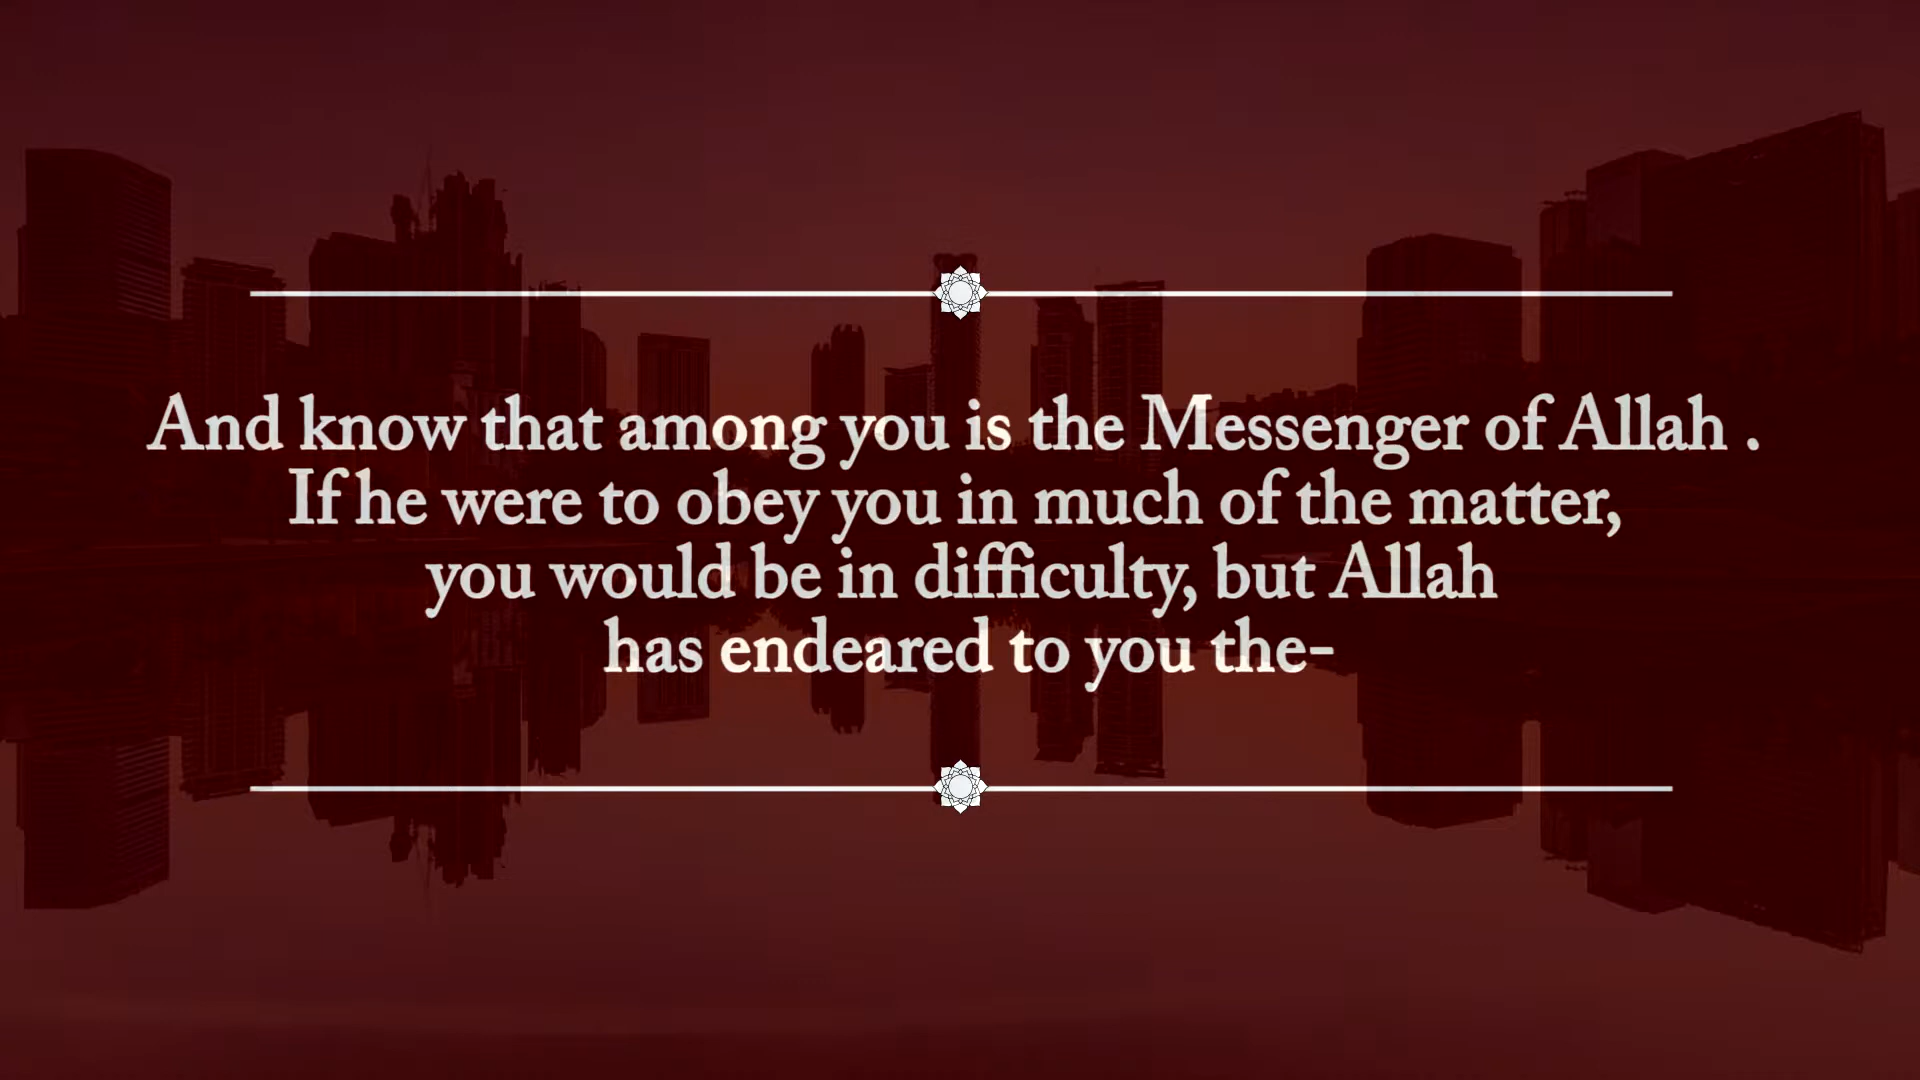 And know that among you is the Messenger of Allah .
If he were to obey you in much of the matter,
you would be in difficulty, but Allah
has endeared to you the-